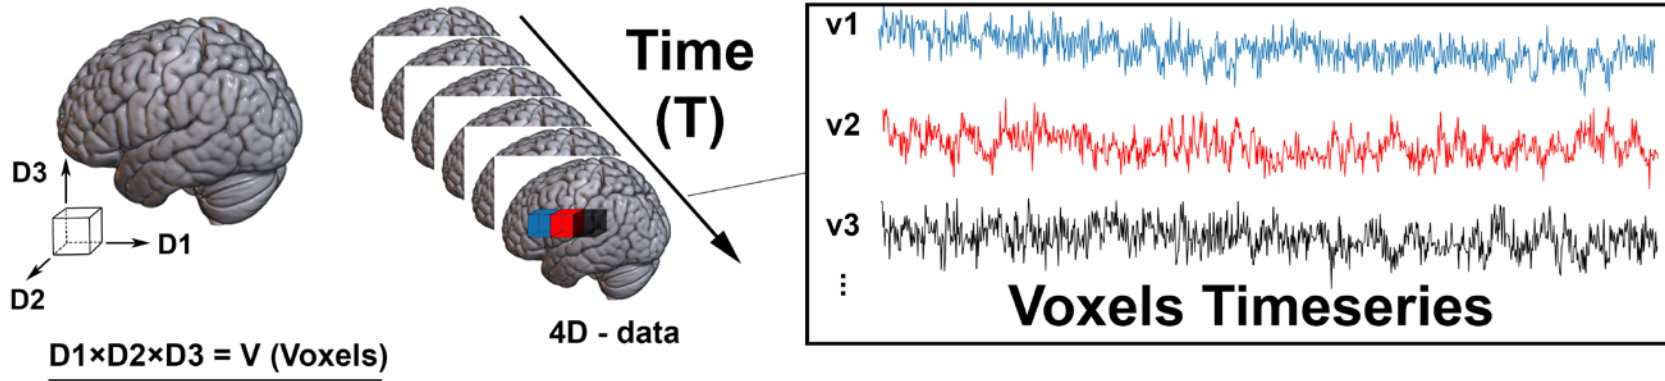 D3
D1
D2
D1×D2×D3 = V (Voxels)
Time
(T)
4D - data
v1
v2
v3
...
Voxels Timeseries